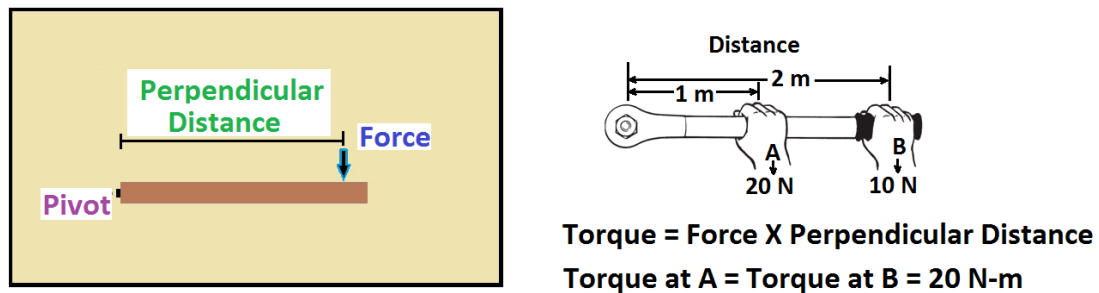 Perpendicular
Distance
Force
Pivot
Distance
2 m
1 m
A
B
20 N
10 N
Torque = Force X Perpendicular Distance
Torque at A = Torque at B = 20 N-m